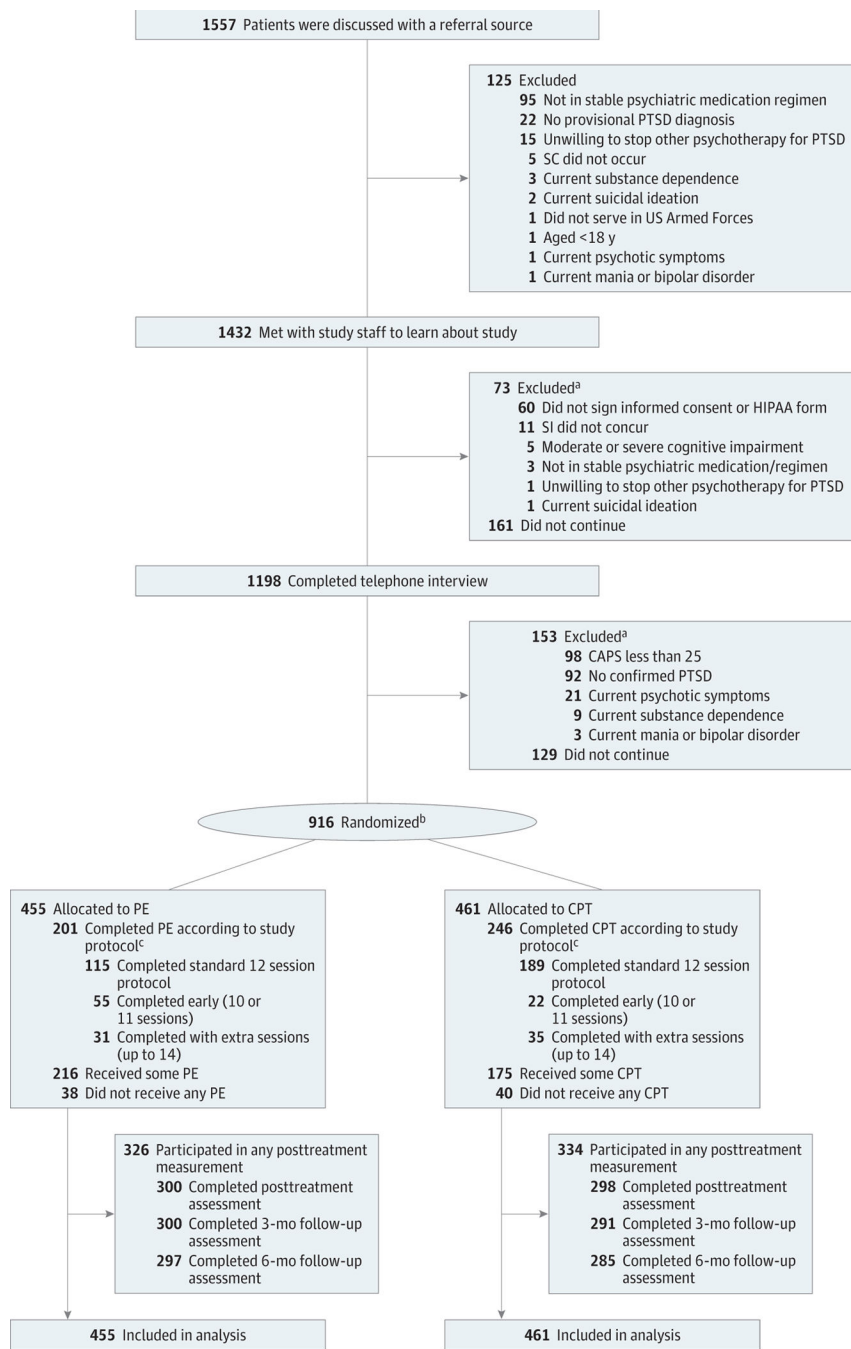 1557 Patients were discussed with a referral source
125 Excluded
95 Not in stable psychiatric medication regimen
22 No provisional PTSD diagnosis
15 Unwilling to stop other psychotherapy for PTSD
5 SC did not occur
3 Current substance dependence
2 Current suicidal ideation
1 Did not serve in US Armed Forces
1 Aged <18 y
1 Current psychotic symptoms
1 Current mania or bipolar disorder
1432 Met with study staff to learn about study
73 Excludedᵃ
60 Did not sign informed consent or HIPAA form
11 SI did not concur
5 Moderate or severe cognitive impairment
3 Not in stable psychiatric medication/regimen
1 Unwilling to stop other psychotherapy for PTSD
1 Current suicidal ideation
161 Did not continue
1198 Completed telephone interview
153 Excludedᵃ
98 CAPS less than 25
92 No confirmed PTSD
21 Current psychotic symptoms
9 Current substance dependence
3 Current mania or bipolar disorder
129 Did not continue
916 Randomizedᵇ
455 Allocated to PE
201 Completed PE according to study
protocolᶜ
115 Completed standard 12 session
protocol
55 Completed early (10 or
11 sessions)
31 Completed with extra sessions
(up to 14)
216 Received some PE
38 Did not receive any PE
461 Allocated to CPT
246 Completed CPT according to study
protocolᶜ
189 Completed standard 12 session
protocol
22 Completed early (10 or
11 sessions)
35 Completed with extra sessions
(up to 14)
175 Received some CPT
40 Did not receive any CPT
326 Participated in any posttreatment
measurement
300 Completed posttreatment
assessment
300 Completed 3-mo follow-up
assessment
297 Completed 6-mo follow-up
assessment
334 Participated in any posttreatment
measurement
298 Completed posttreatment
assessment
291 Completed 3-mo follow-up
assessment
285 Completed 6-mo follow-up
assessment
455 Included in analysis
461 Included in analysis